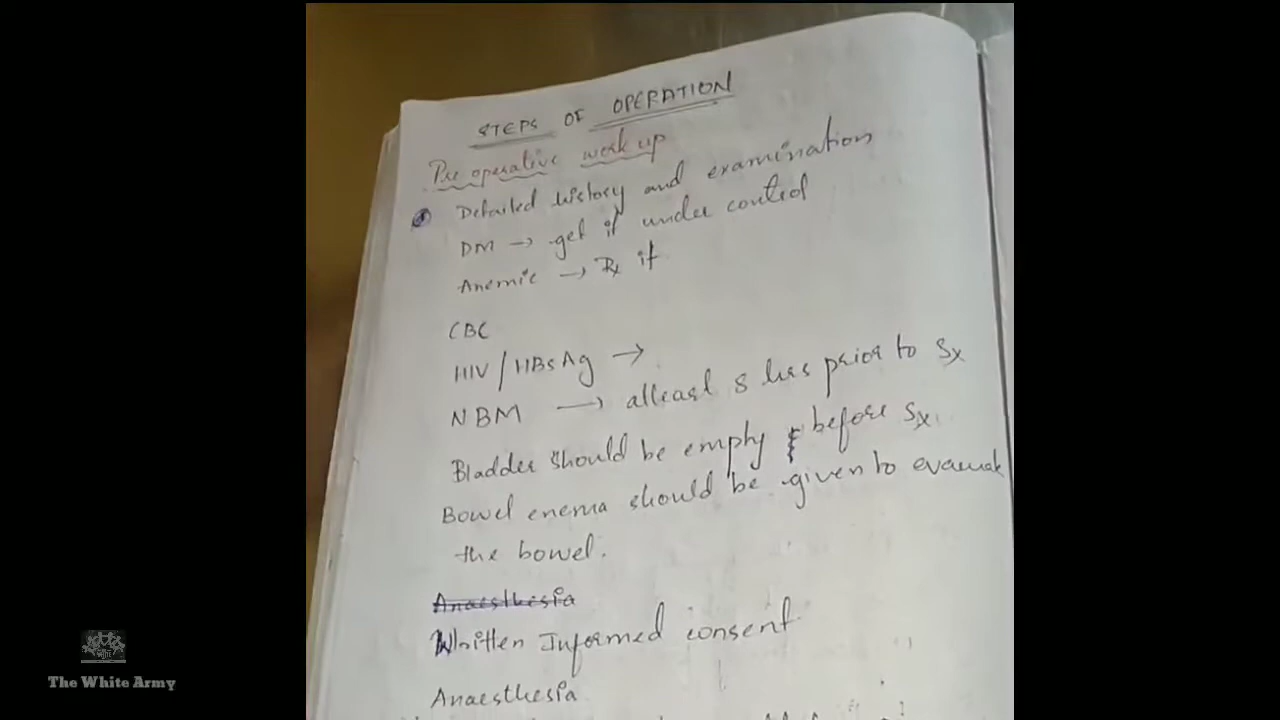 STEPS OF OPERATION
Pre operative work up
Detailed history and examination
DM → get it under control
Anemic → Rx it
CBC
HIV / HBsAg →
NBM → atleast 8 hrs prior to Sx
Bladder should be empty before Sx.
Bowel enema should be given to evacuate
the bowel.
Anaesthesia
Written Informed consent
Anaesthesia
The White Army